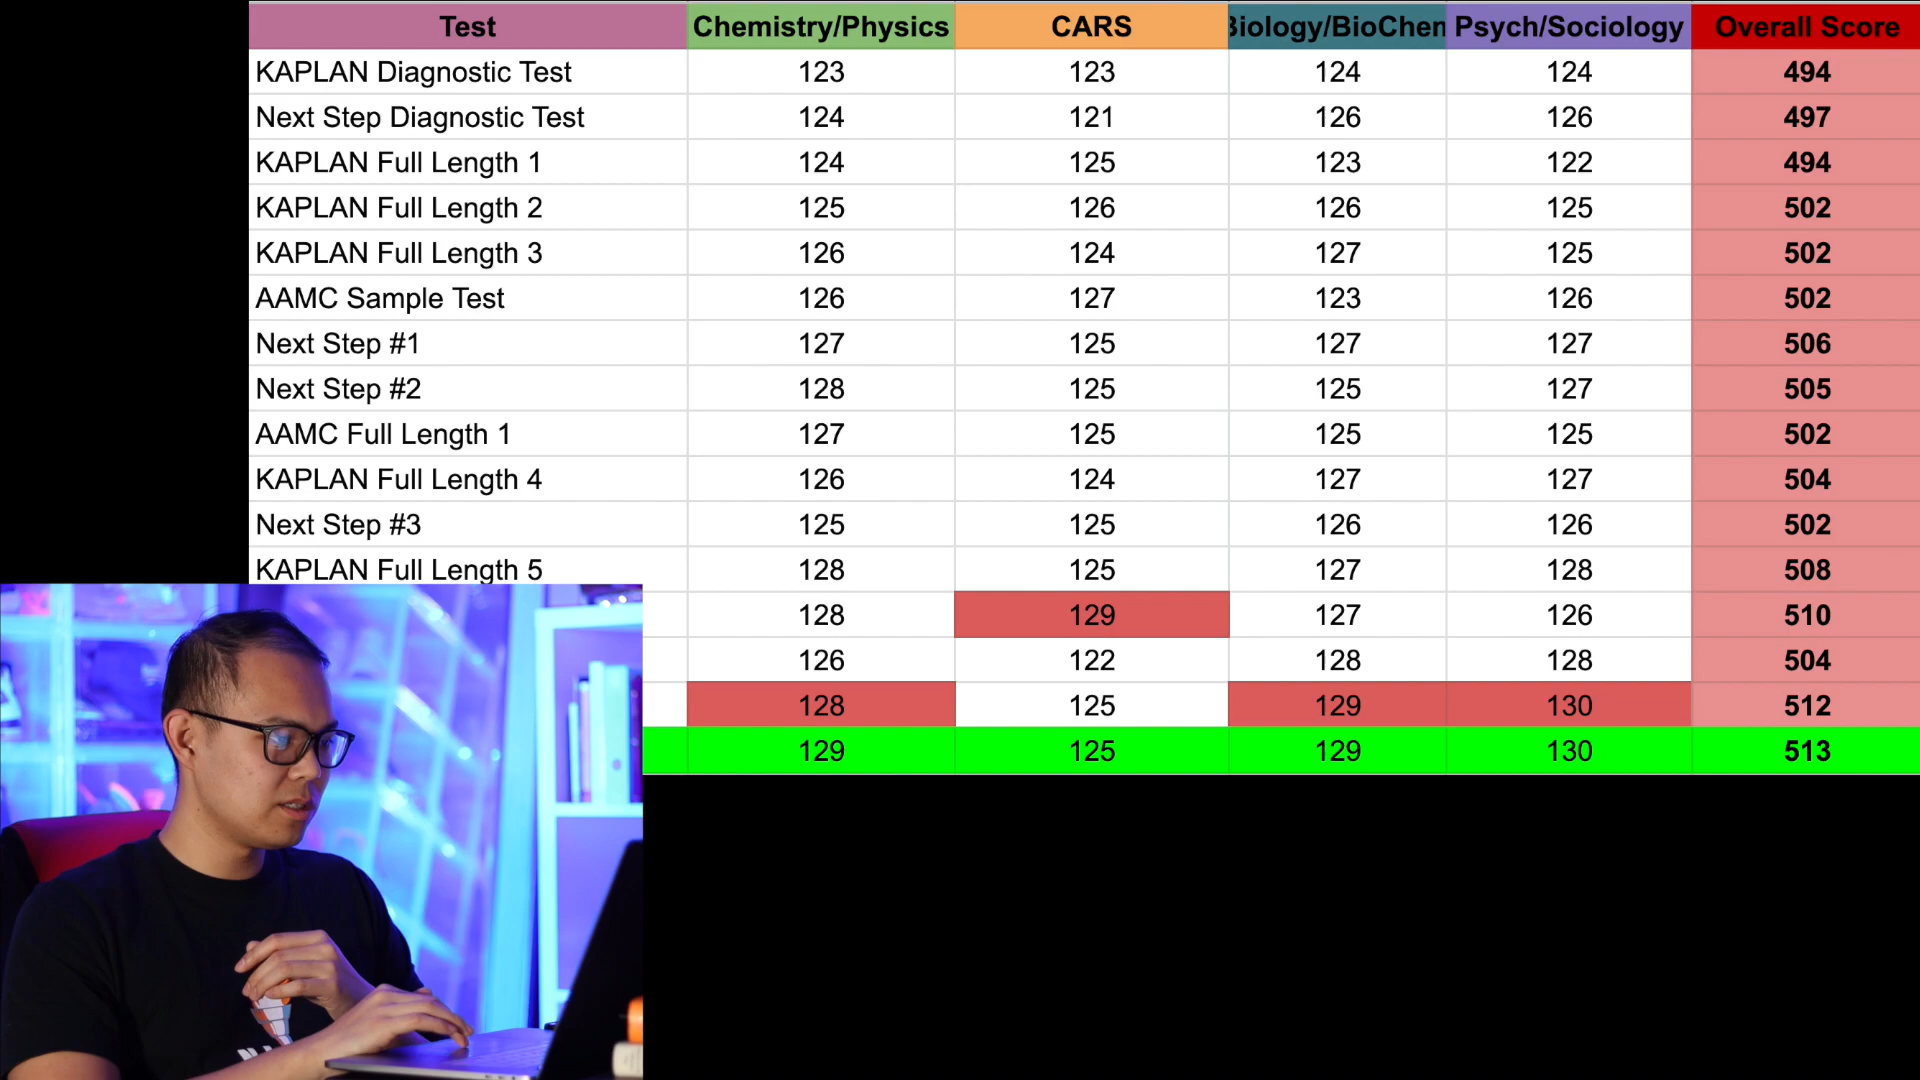 Test Chemistry/Physics CARS Biology/BioChem Psych/Sociology Overall Score
KAPLAN Diagnostic Test 123 123 124 124 494
Next Step Diagnostic Test 124 121 126 126 497
KAPLAN Full Length 1 124 125 123 122 494
KAPLAN Full Length 2 125 126 126 125 502
KAPLAN Full Length 3 126 124 127 125 502
AAMC Sample Test 126 127 123 126 502
Next Step #1 127 125 127 127 506
Next Step #2 128 125 125 127 505
AAMC Full Length 1 127 125 125 125 502
KAPLAN Full Length 4 126 124 127 127 504
Next Step #3 125 125 126 126 502
KAPLAN Full Length 5 128 125 127 128 508
128 129 127 126 510
126 122 128 128 504
128 125 129 130 512
129 125 129 130 513